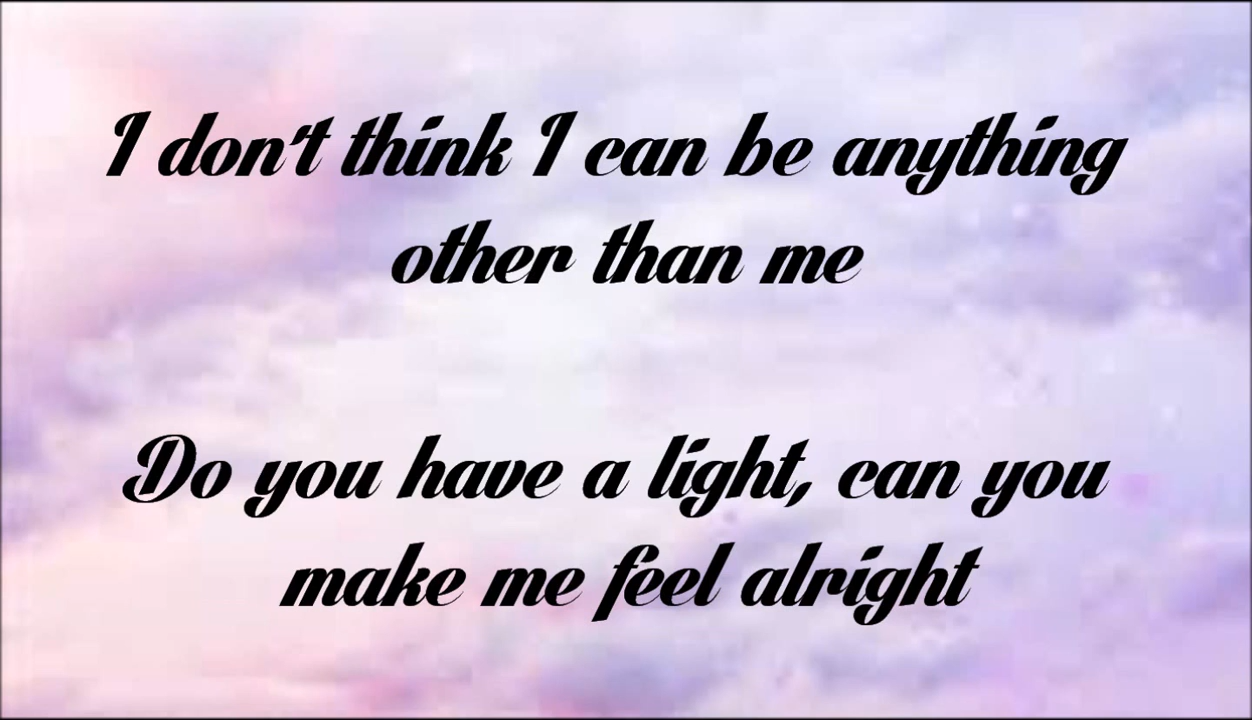 I don't think I can be anything
other than me
Do you have a light, can you
make me feel alright